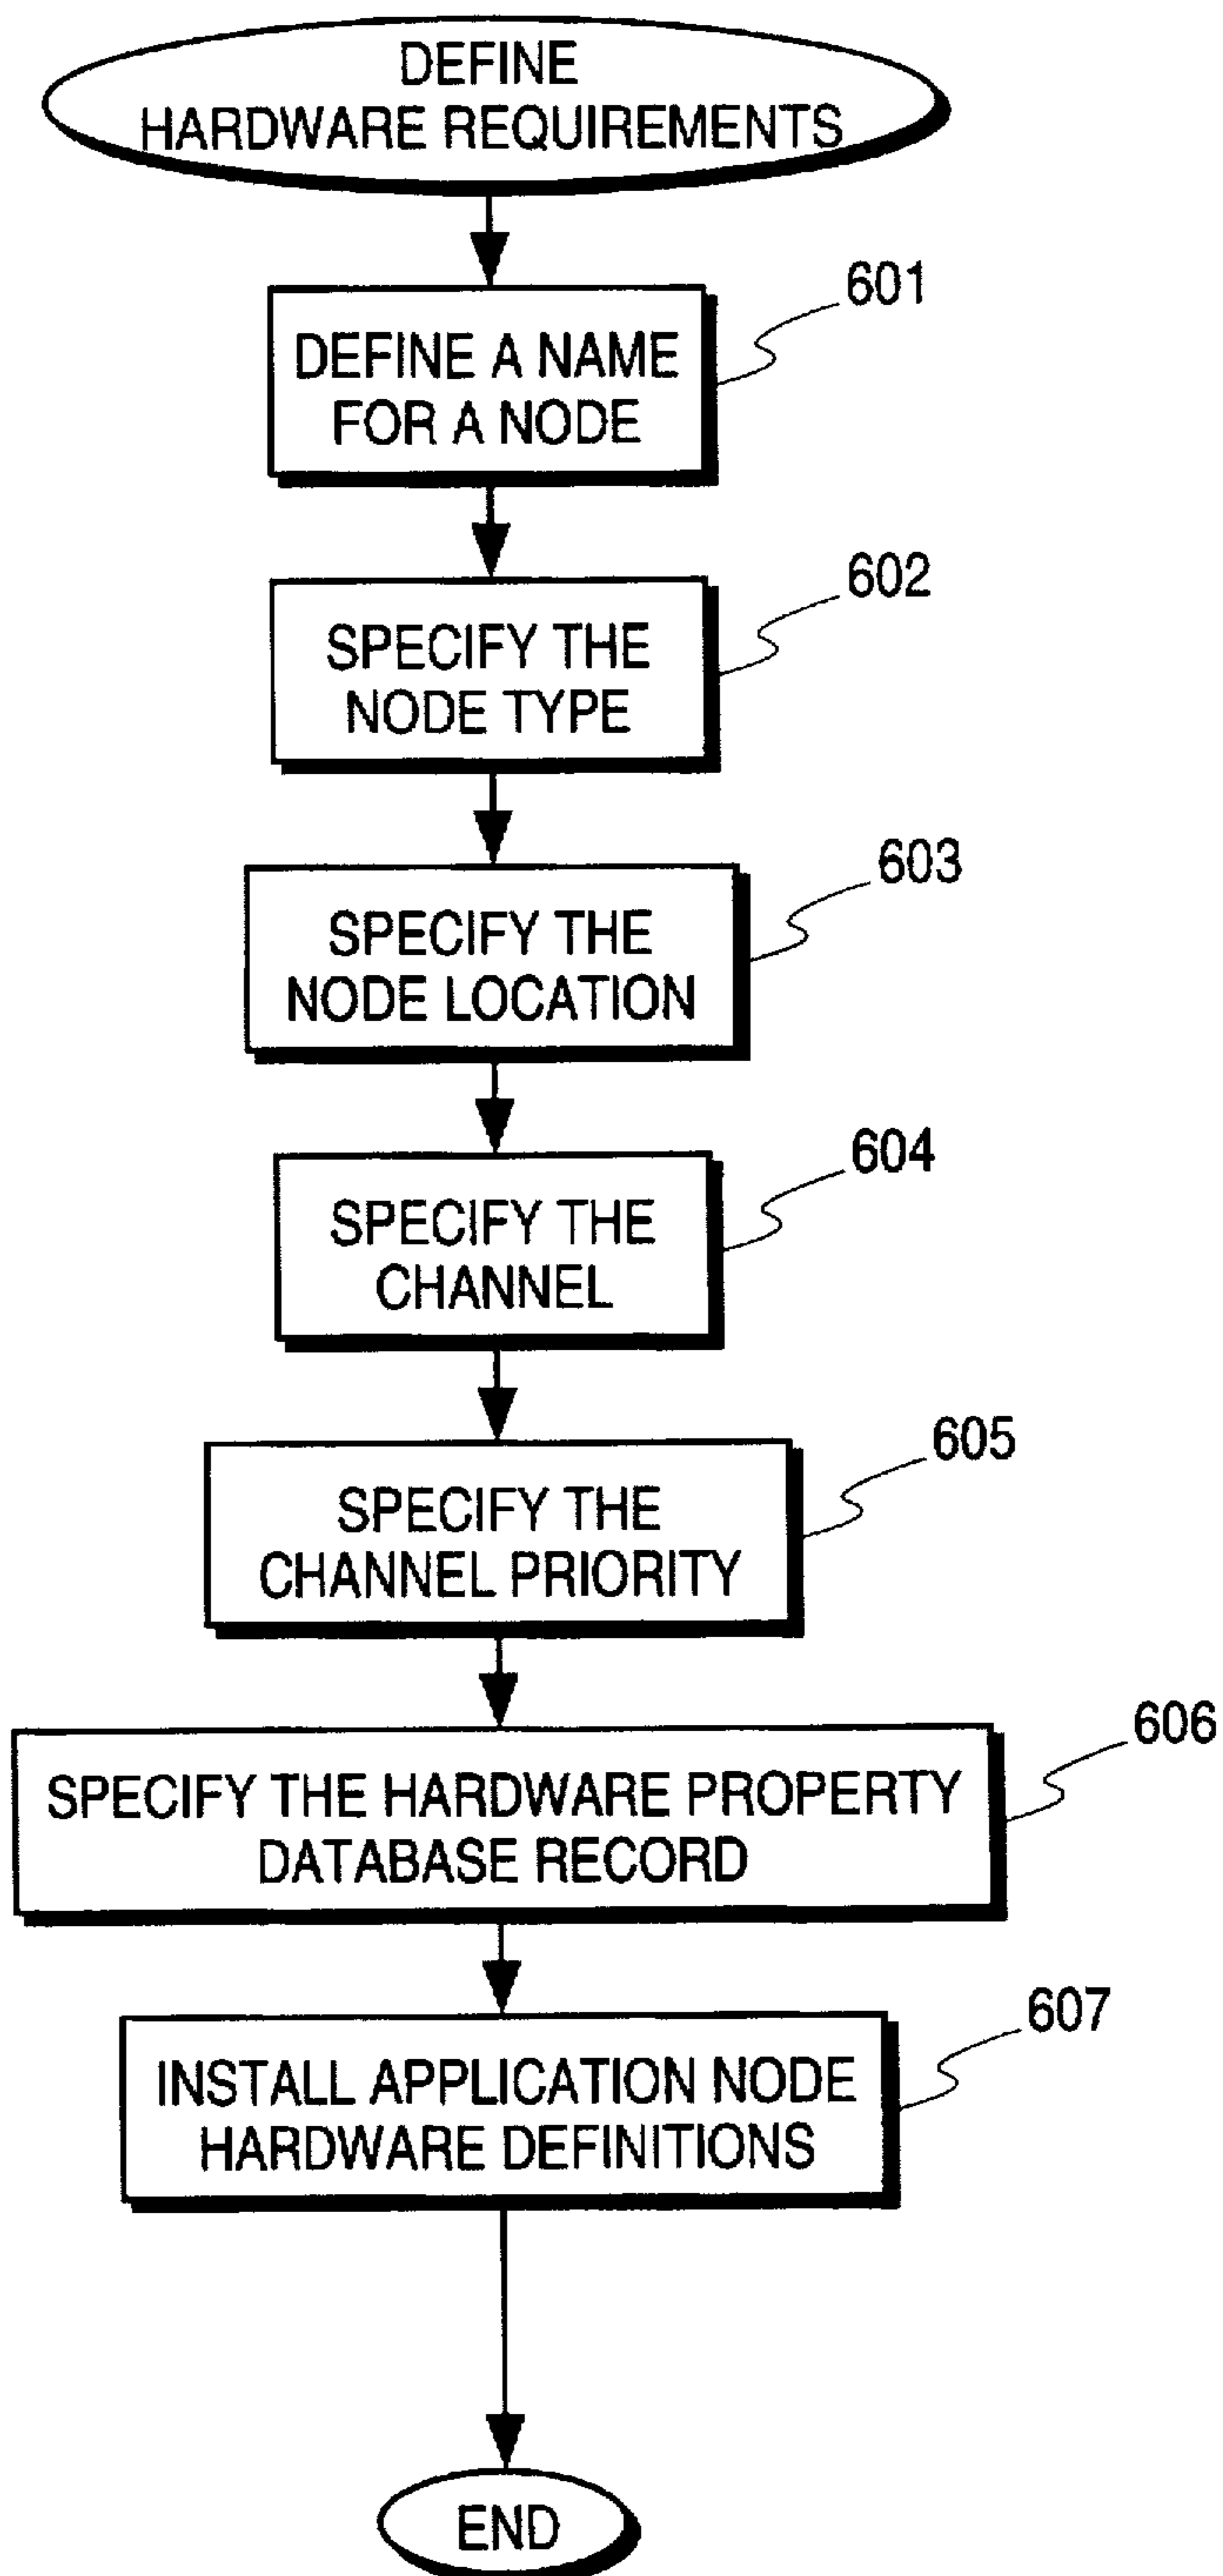 DEFINE
HARDWARE REQUIREMENTS
601
DEFINE A NAME
FOR A NODE
602
SPECIFY THE
NODE TYPE
603
SPECIFY THE
NODE LOCATION
604
SPECIFY THE
CHANNEL
605
SPECIFY THE
CHANNEL PRIORITY
606
SPECIFY THE HARDWARE PROPERTY
DATABASE RECORD
607
INSTALL APPLICATION NODE
HARDWARE DEFINITIONS
END